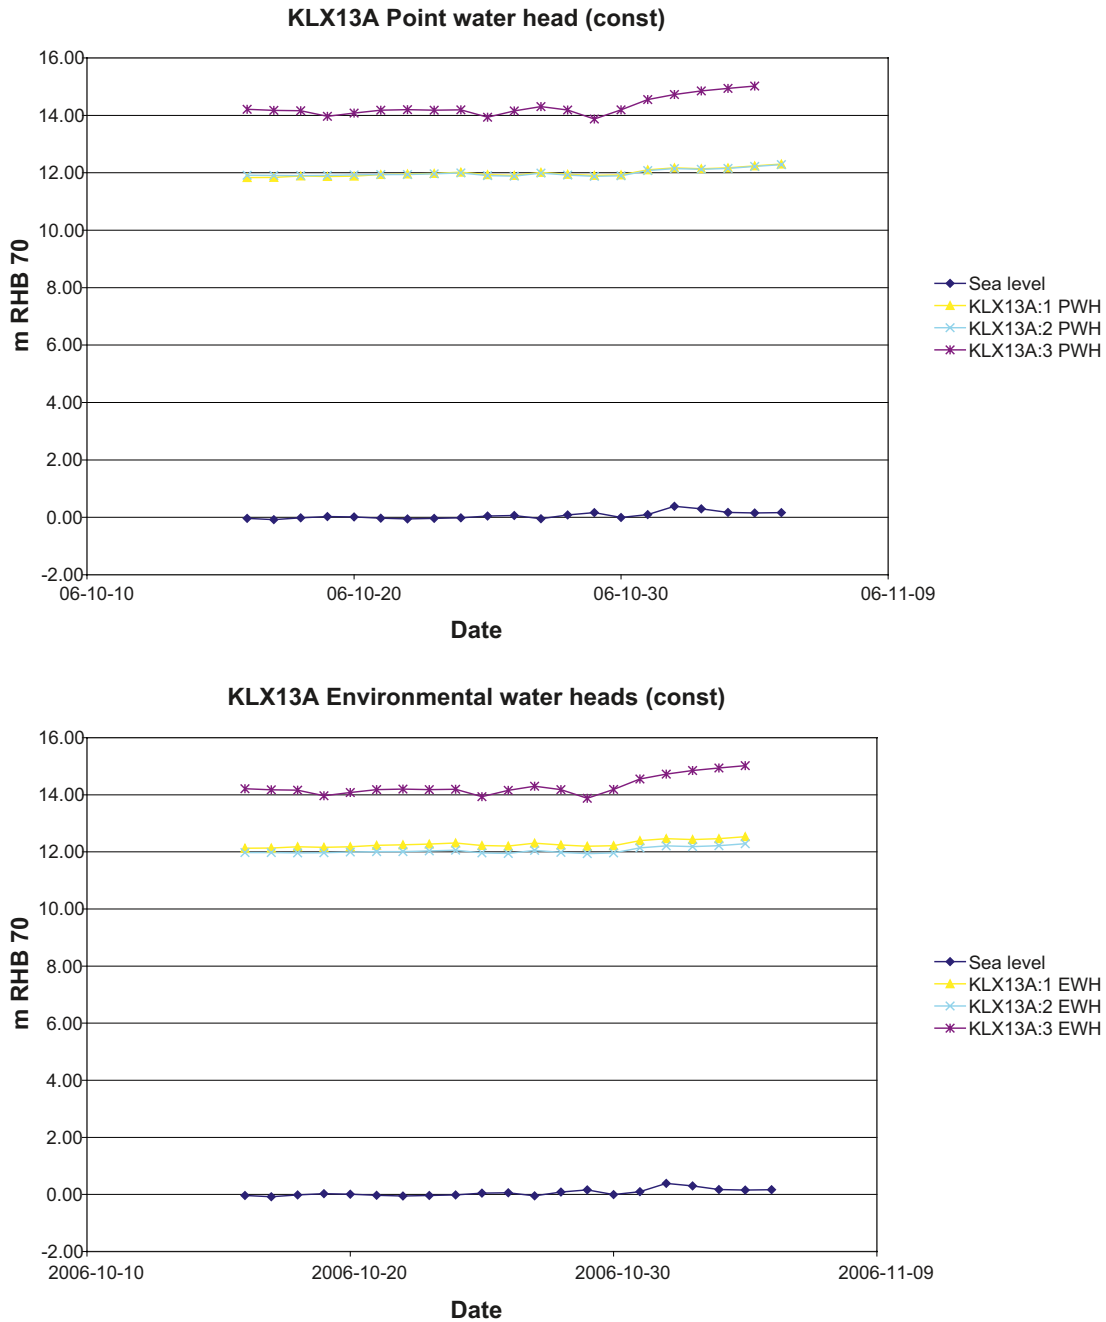 KLX13A Point water head (const)
16.00
14.00
12.00
10.00
8.00
6.00
4.00
2.00
0.00
-2.00
m RHB 70
06-10-10 06-10-20 06-10-30 06-11-09
Date
Sea level
KLX13A:1 PWH
KLX13A:2 PWH
KLX13A:3 PWH
KLX13A Environmental water heads (const)
16.00
14.00
12.00
10.00
8.00
6.00
4.00
2.00
0.00
-2.00
m RHB 70
2006-10-10 2006-10-20 2006-10-30 2006-11-09
Date
Sea level
KLX13A:1 EWH
KLX13A:2 EWH
KLX13A:3 EWH